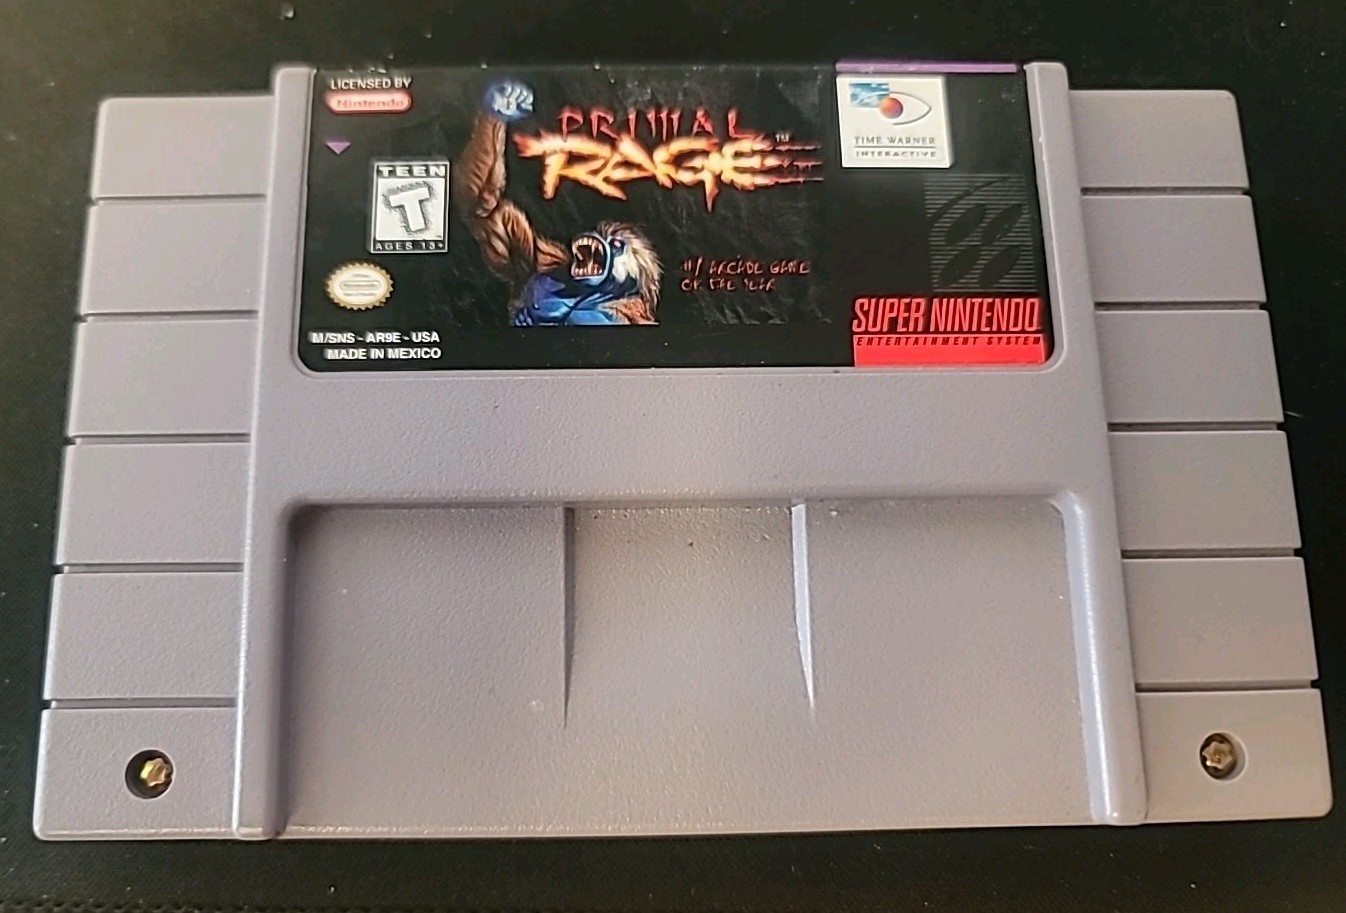 LICENSED BY
Nintendo
TEEN
T
AGES 13+
M/SNS - AR9E - USA
MADE IN MEXICO
PRIMAL
RAGE™
#1 ARCADE GAME
OF THE YEAR
TIME WARNER
INTERACTIVE
SUPER NINTENDO
ENTERTAINMENT SYSTEM